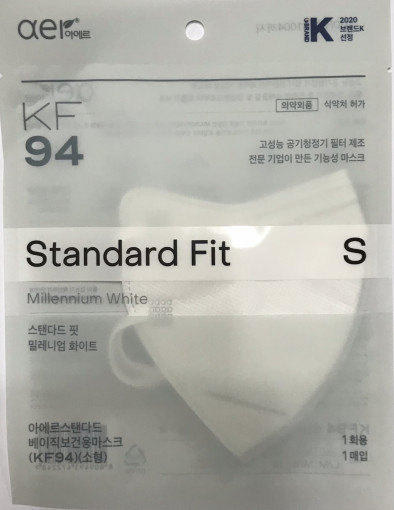 aer 아에르
BRAND K
2020
브랜드K
선정
KF
94
의약외품 식약처 허가
고성능 공기청정기 필터 제조
전문 기업이 만든 기능성 마스크
Standard Fit S
Millennium White
스탠다드 핏
밀레니엄 화이트
아에르스탠다드
베이직보건용마스크
(KF94)(소형)
1회용
1매입